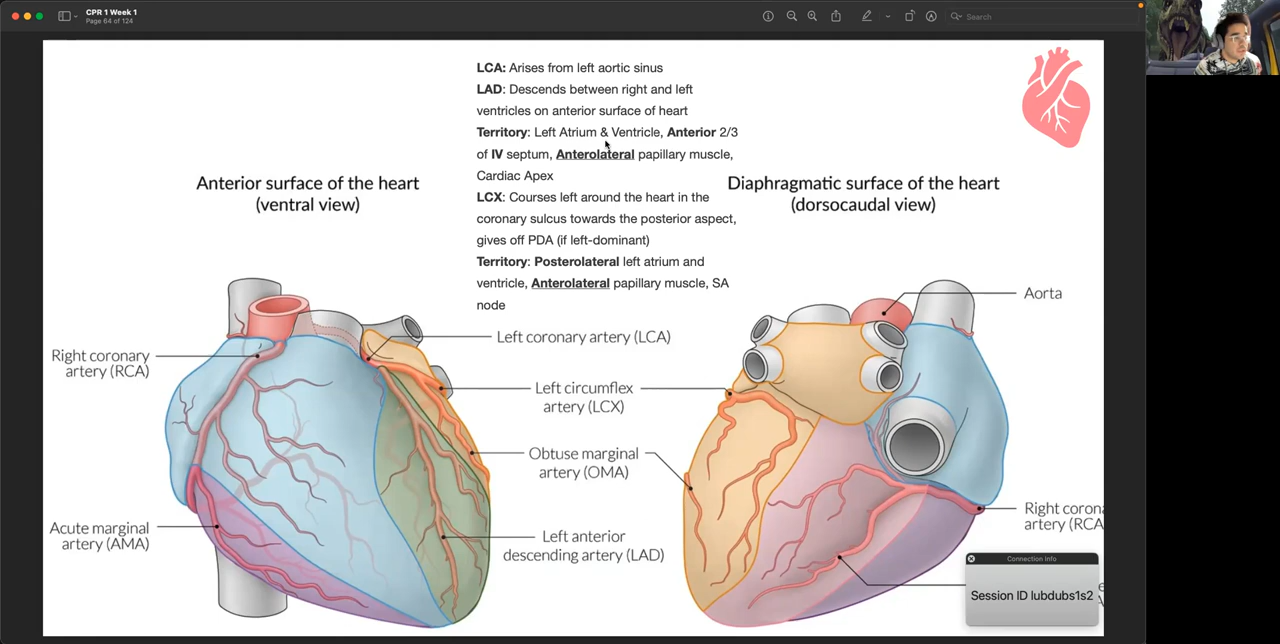 CPR 1 Week 1
Page 64 of 124
Search
LCA: Arises from left aortic sinus
LAD: Descends between right and left
ventricles on anterior surface of heart
Territory: Left Atrium & Ventricle, Anterior 2/3
of IV septum, Anterolateral papillary muscle,
Cardiac Apex
LCX: Courses left around the heart in the
coronary sulcus towards the posterior aspect,
gives off PDA (if left-dominant)
Territory: Posterolateral left atrium and
ventricle, Anterolateral papillary muscle, SA
node
Anterior surface of the heart
(ventral view)
Diaphragmatic surface of the heart
(dorsocaudal view)
Right coronary
artery (RCA)
Acute marginal
artery (AMA)
Left coronary artery (LCA)
Left circumflex
artery (LCX)
Obtuse marginal
artery (OMA)
Left anterior
descending artery (LAD)
Aorta
Right corona
artery (RCA
Connection Info
Session ID lubdubs1s2